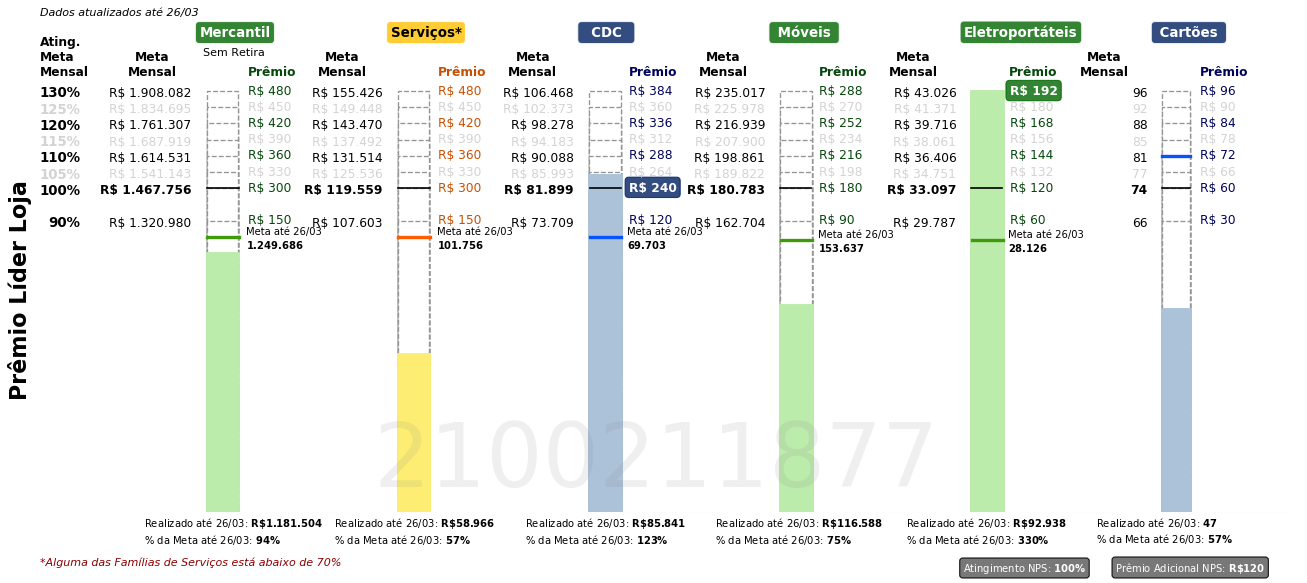 Dados atualizados até 26/03
Mercantil Serviços* CDC Móveis Eletroportáteis Cartões
Sem Retira
Ating. Meta Mensal Meta Mensal Prêmio Meta Mensal Prêmio Meta Mensal Prêmio Meta Mensal Prêmio Meta Mensal Prêmio Meta Mensal Prêmio
130% R$ 1.908.082 R$ 480 R$ 155.426 R$ 480 R$ 106.468 R$ 384 R$ 235.017 R$ 288 R$ 43.026 R$ 192 96 R$ 96
125% R$ 1.834.695 R$ 450 R$ 149.448 R$ 450 R$ 102.373 R$ 360 R$ 225.978 R$ 270 R$ 41.371 R$ 180 92 R$ 90
120% R$ 1.761.307 R$ 420 R$ 143.470 R$ 420 R$ 98.278 R$ 336 R$ 216.939 R$ 252 R$ 39.716 R$ 168 88 R$ 84
115% R$ 1.687.919 R$ 390 R$ 137.492 R$ 390 R$ 94.183 R$ 312 R$ 207.900 R$ 234 R$ 38.061 R$ 156 85 R$ 78
110% R$ 1.614.531 R$ 360 R$ 131.514 R$ 360 R$ 90.088 R$ 288 R$ 198.861 R$ 216 R$ 36.406 R$ 144 81 R$ 72
105% R$ 1.541.143 R$ 330 R$ 125.536 R$ 330 R$ 85.993 R$ 264 R$ 189.822 R$ 198 R$ 34.751 R$ 132 77 R$ 66
100% R$ 1.467.756 R$ 300 R$ 119.559 R$ 300 R$ 81.899 R$ 240 R$ 180.783 R$ 180 R$ 33.097 R$ 120 74 R$ 60
90% R$ 1.320.980 R$ 150 R$ 107.603 R$ 150 R$ 73.709 R$ 120 R$ 162.704 R$ 90 R$ 29.787 R$ 60 66 R$ 30
Meta até 26/03 Meta até 26/03 Meta até 26/03 Meta até 26/03 Meta até 26/03
1.249.686 101.756 69.703 153.637 28.126
Prêmio Líder Loja
2100211877
Realizado até 26/03: R$1.181.504 Realizado até 26/03: R$58.966 Realizado até 26/03: R$85.841 Realizado até 26/03: R$116.588 Realizado até 26/03: R$92.938 Realizado até 26/03: 47
% da Meta até 26/03: 94% % da Meta até 26/03: 57% % da Meta até 26/03: 123% % da Meta até 26/03: 75% % da Meta até 26/03: 330% % da Meta até 26/03: 57%
*Alguma das Famílias de Serviços está abaixo de 70% Atingimento NPS: 100% Prêmio Adicional NPS: R$120